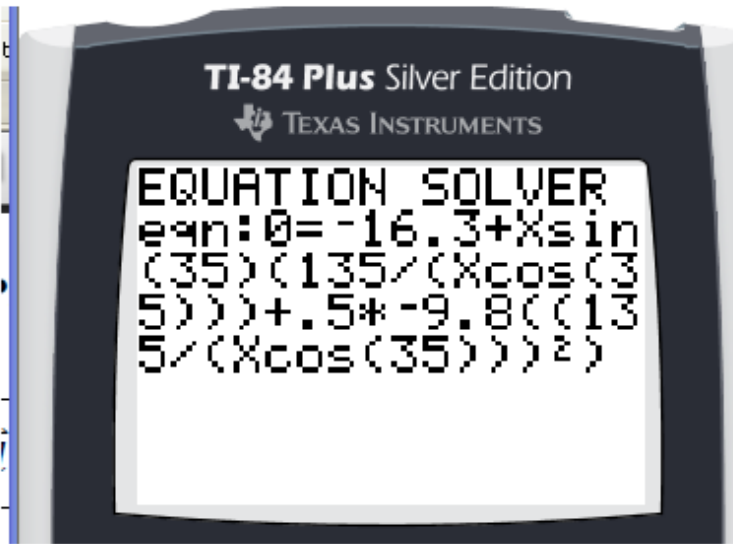 TI-84 Plus Silver Edition
TEXAS INSTRUMENTS
EQUATION SOLVER
eqn:0=⁻16.3+Xsin
(35)(135/(Xcos(3
5)))+.5*⁻9.8((13
5/(Xcos(35)))²)